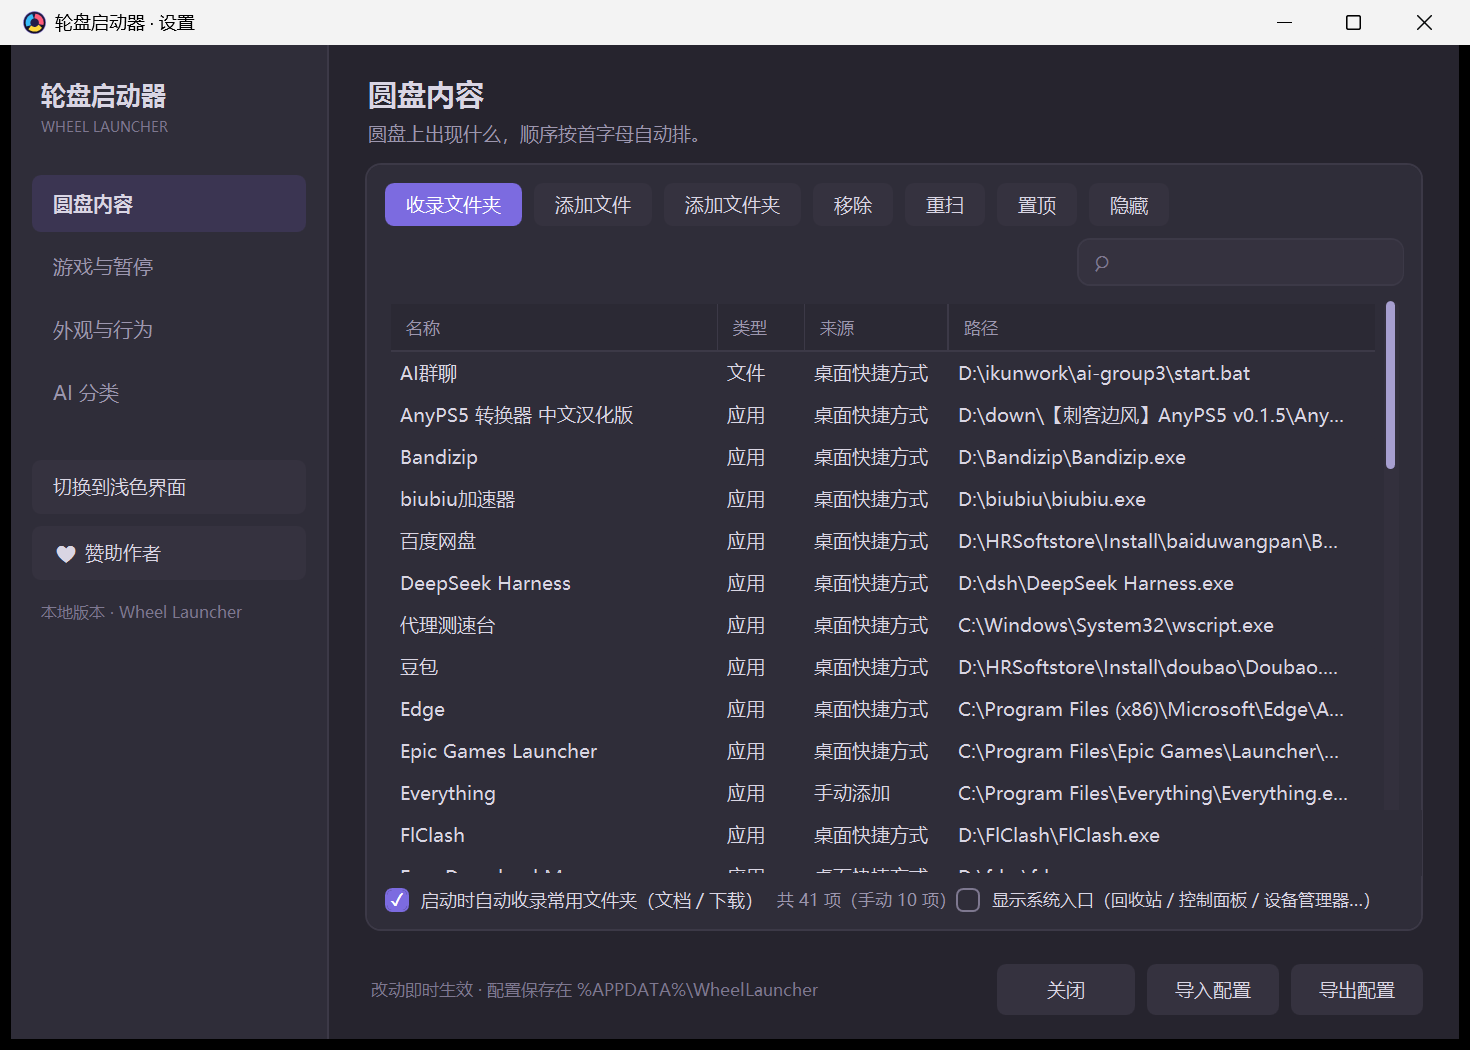 轮盘启动器 · 设置
轮盘启动器
WHEEL LAUNCHER
圆盘内容
游戏与暂停
外观与行为
AI 分类
切换到浅色界面
赞助作者
本地版本 · Wheel Launcher
圆盘内容
圆盘上出现什么，顺序按首字母自动排。
收录文件夹 添加文件 添加文件夹 移除 重扫 置顶 隐藏
名称 类型 来源 路径
AI群聊 文件 桌面快捷方式 D:\ikunwork\ai-group3\start.bat
AnyPS5 转换器 中文汉化版 应用 桌面快捷方式 D:\down\【刺客边风】AnyPS5 v0.1.5\Any...
Bandizip 应用 桌面快捷方式 D:\Bandizip\Bandizip.exe
biubiu加速器 应用 桌面快捷方式 D:\biubiu\biubiu.exe
百度网盘 应用 桌面快捷方式 D:\HRSoftstore\Install\baiduwangpan\B...
DeepSeek Harness 应用 桌面快捷方式 D:\dsh\DeepSeek Harness.exe
代理测速台 应用 桌面快捷方式 C:\Windows\System32\wscript.exe
豆包 应用 桌面快捷方式 D:\HRSoftstore\Install\doubao\Doubao....
Edge 应用 桌面快捷方式 C:\Program Files (x86)\Microsoft\Edge\A...
Epic Games Launcher 应用 桌面快捷方式 C:\Program Files\Epic Games\Launcher\...
Everything 应用 手动添加 C:\Program Files\Everything\Everything.e...
FlClash 应用 桌面快捷方式 D:\FlClash\FlClash.exe
启动时自动收录常用文件夹（文档 / 下载） 共 41 项（手动 10 项） 显示系统入口（回收站 / 控制面板 / 设备管理器...）
改动即时生效 · 配置保存在 %APPDATA%\WheelLauncher 关闭 导入配置 导出配置